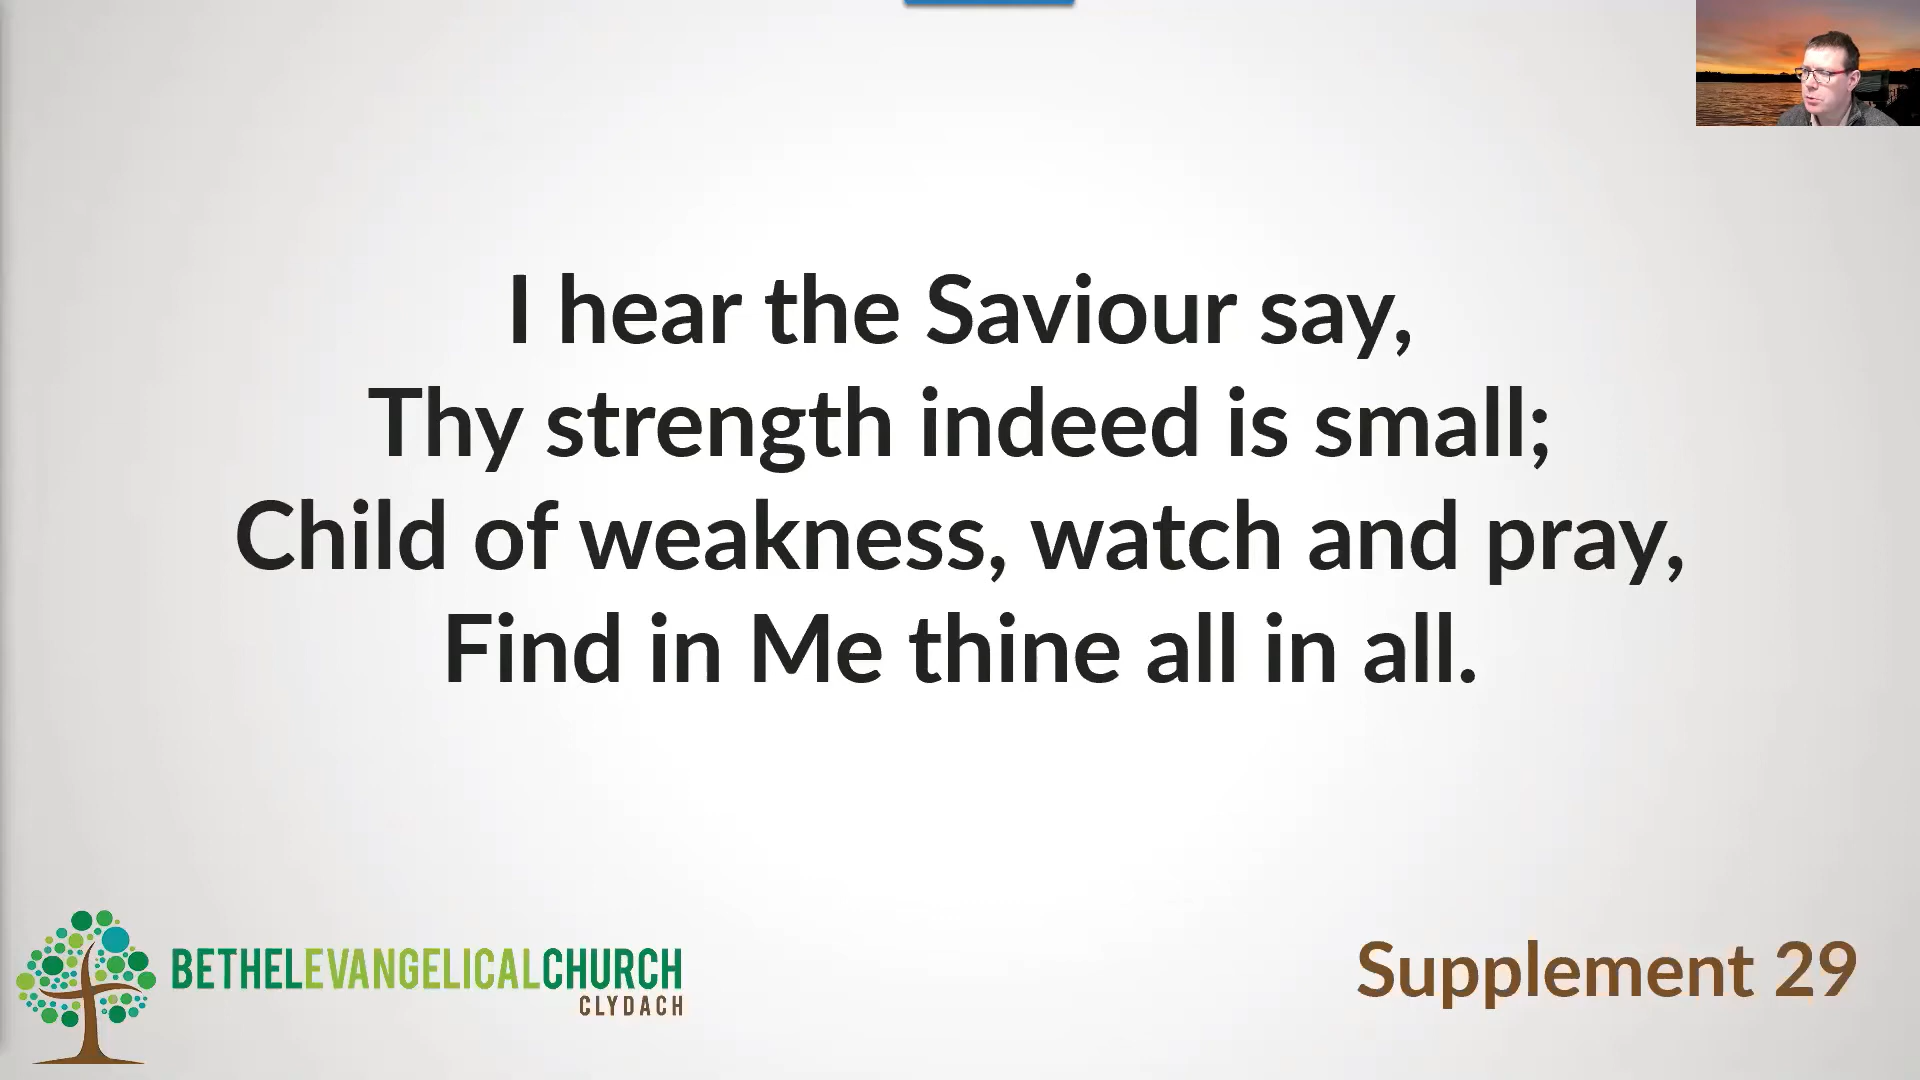 I hear the Saviour say,
Thy strength indeed is small;
Child of weakness, watch and pray,
Find in Me thine all in all.
BETHELEVANGELICALCHURCH
CLYDACH
Supplement 29